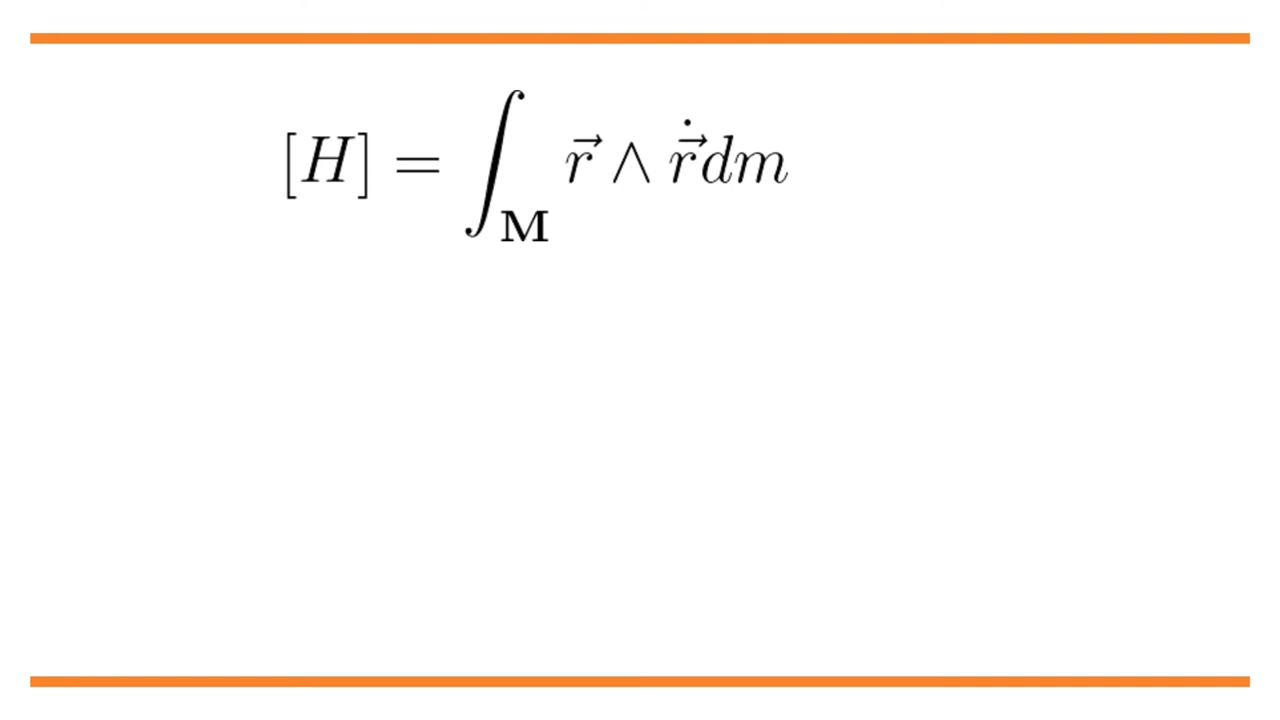 [H] = ∫_M r⃗ ∧ ṙ⃗ dm